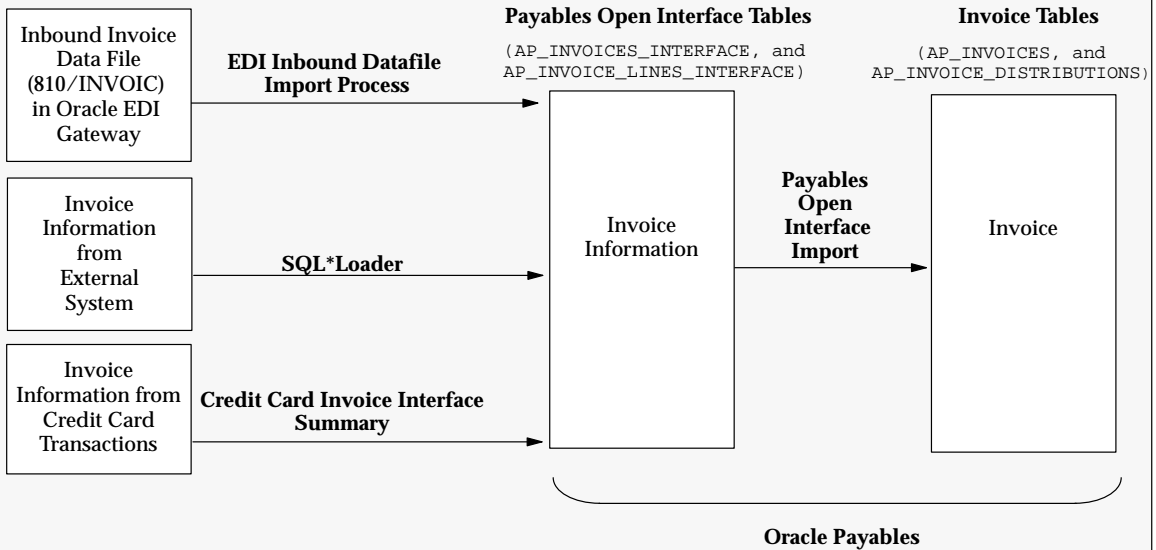 Payables Open Interface Tables
(AP_INVOICES_INTERFACE, and
AP_INVOICE_LINES_INTERFACE)
Invoice Tables
(AP_INVOICES, and
AP_INVOICE_DISTRIBUTIONS)
Inbound Invoice
Data File
(810/INVOIC)
in Oracle EDI
Gateway
EDI Inbound Datafile
Import Process
Invoice
Information
from
External
System
SQL*Loader
Invoice
Information from
Credit Card
Transactions
Credit Card Invoice Interface
Summary
Invoice
Information
Payables
Open
Interface
Import
Invoice
Oracle Payables